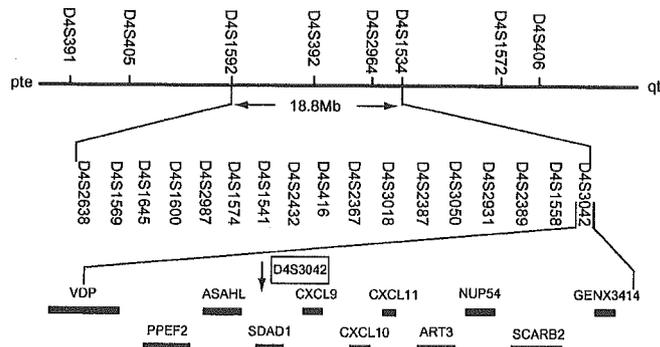 D4S391 D4S405 D4S1592 D4S392 D4S2964 D4S1534 D4S1572 D4S406
pte qt
18.8Mb
D4S2638 D4S1569 D4S1645 D4S1600 D4S2987 D4S1574 D4S1541 D4S2432 D4S416 D4S2367 D4S3018 D4S2387 D4S3050 D4S2931 D4S2389 D4S1558 D4S3042
D4S3042
VDP ASAHL CXCL9 CXCL11 NUP54 GENX3414
PPEF2 SDAD1 CXCL10 ART3 SCARB2